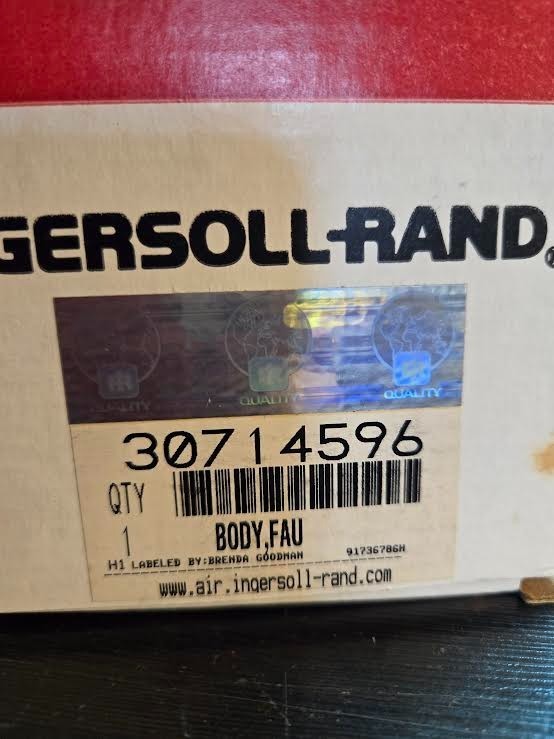 GERSOLL-RAND®
QUALITY QUALITY QUALITY
30714596
QTY
1 BODY,FAU
H1 LABELED BY:BRENDA GOODMAN 91736786H
www.air.ingersoll-rand.com